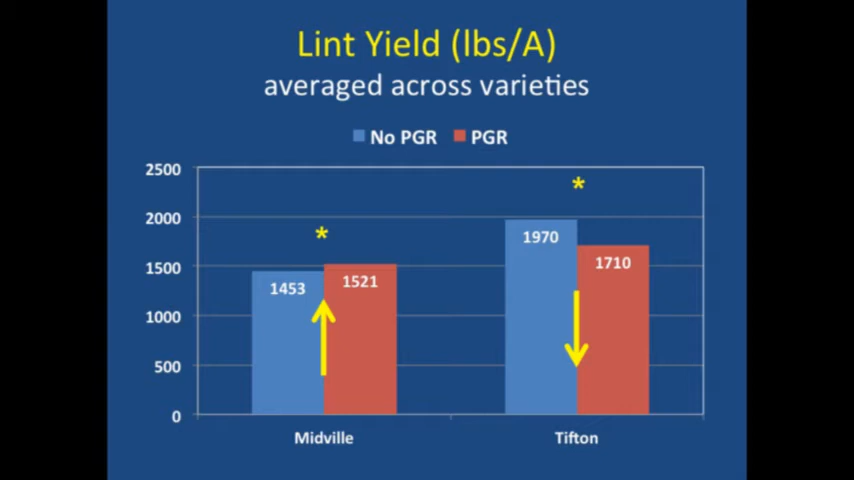 Lint Yield (lbs/A)
averaged across varieties
No PGR PGR
2500
2000
1500
1000
500
0
*
*
1453
1521
1970
1710
Midville
Tifton